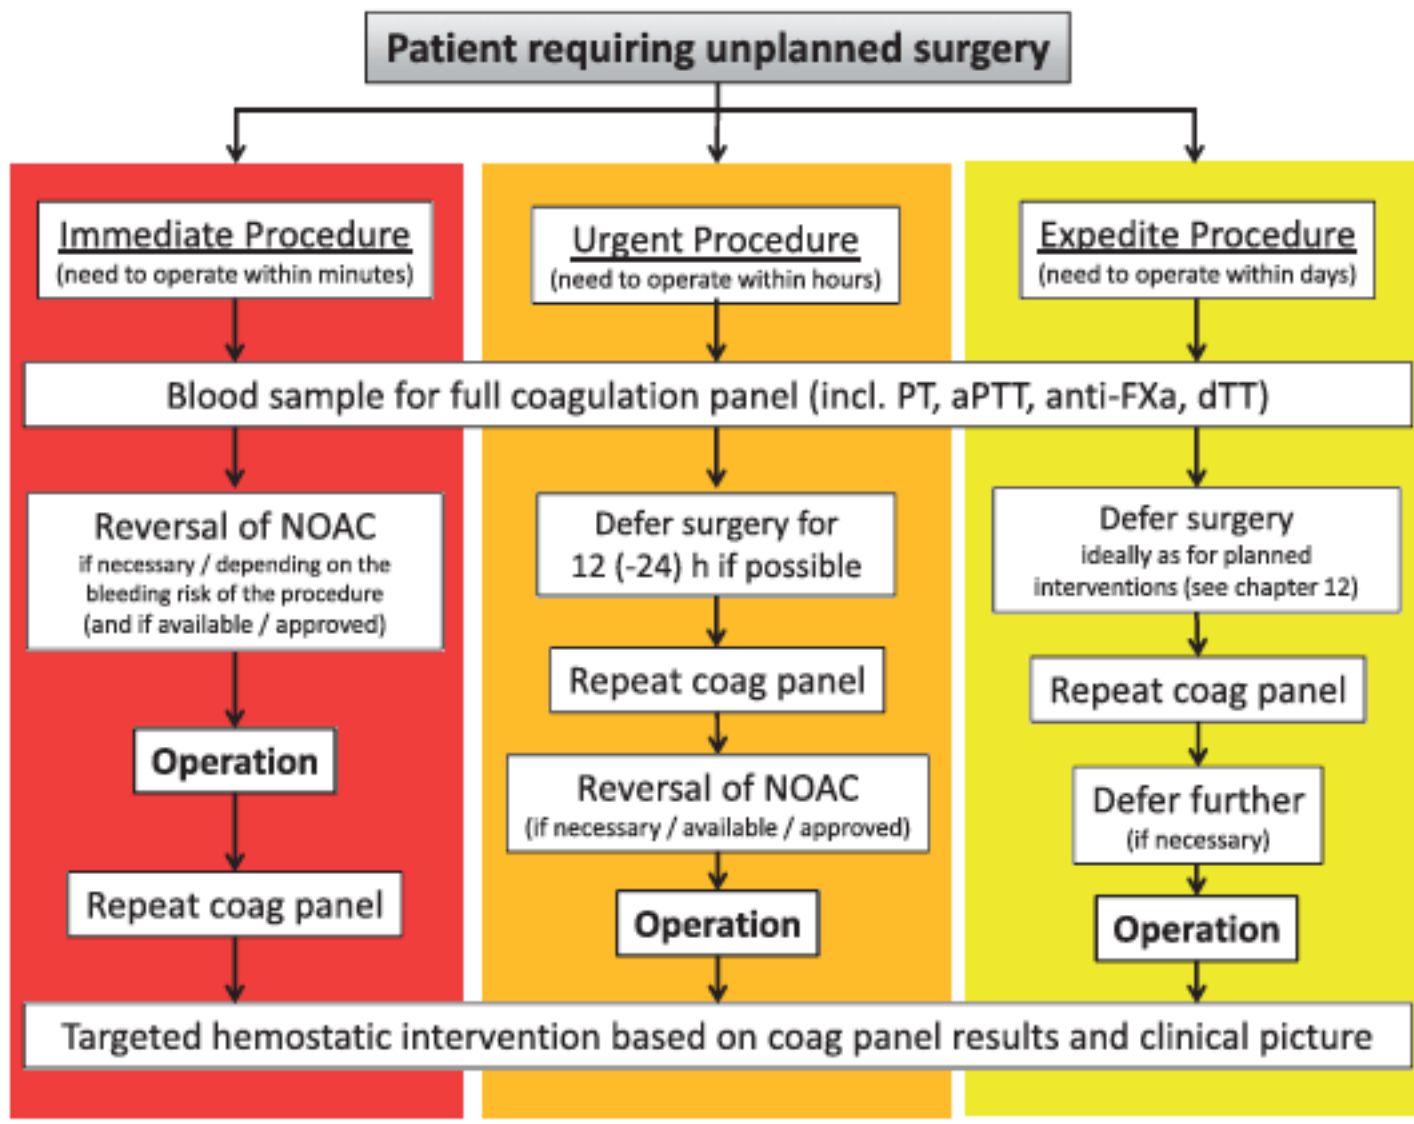 Patient requiring unplanned surgery
Immediate Procedure
(need to operate within minutes)
Urgent Procedure
(need to operate within hours)
Expedite Procedure
(need to operate within days)
Blood sample for full coagulation panel (incl. PT, aPTT, anti-FXa, dTT)
Reversal of NOAC
if necessary / depending on the
bleeding risk of the procedure
(and if available / approved)
Operation
Repeat coag panel
Defer surgery for
12 (-24) h if possible
Repeat coag panel
Reversal of NOAC
(if necessary / available / approved)
Operation
Defer surgery
ideally as for planned
interventions (see chapter 12)
Repeat coag panel
Defer further
(if necessary)
Operation
Targeted hemostatic intervention based on coag panel results and clinical picture